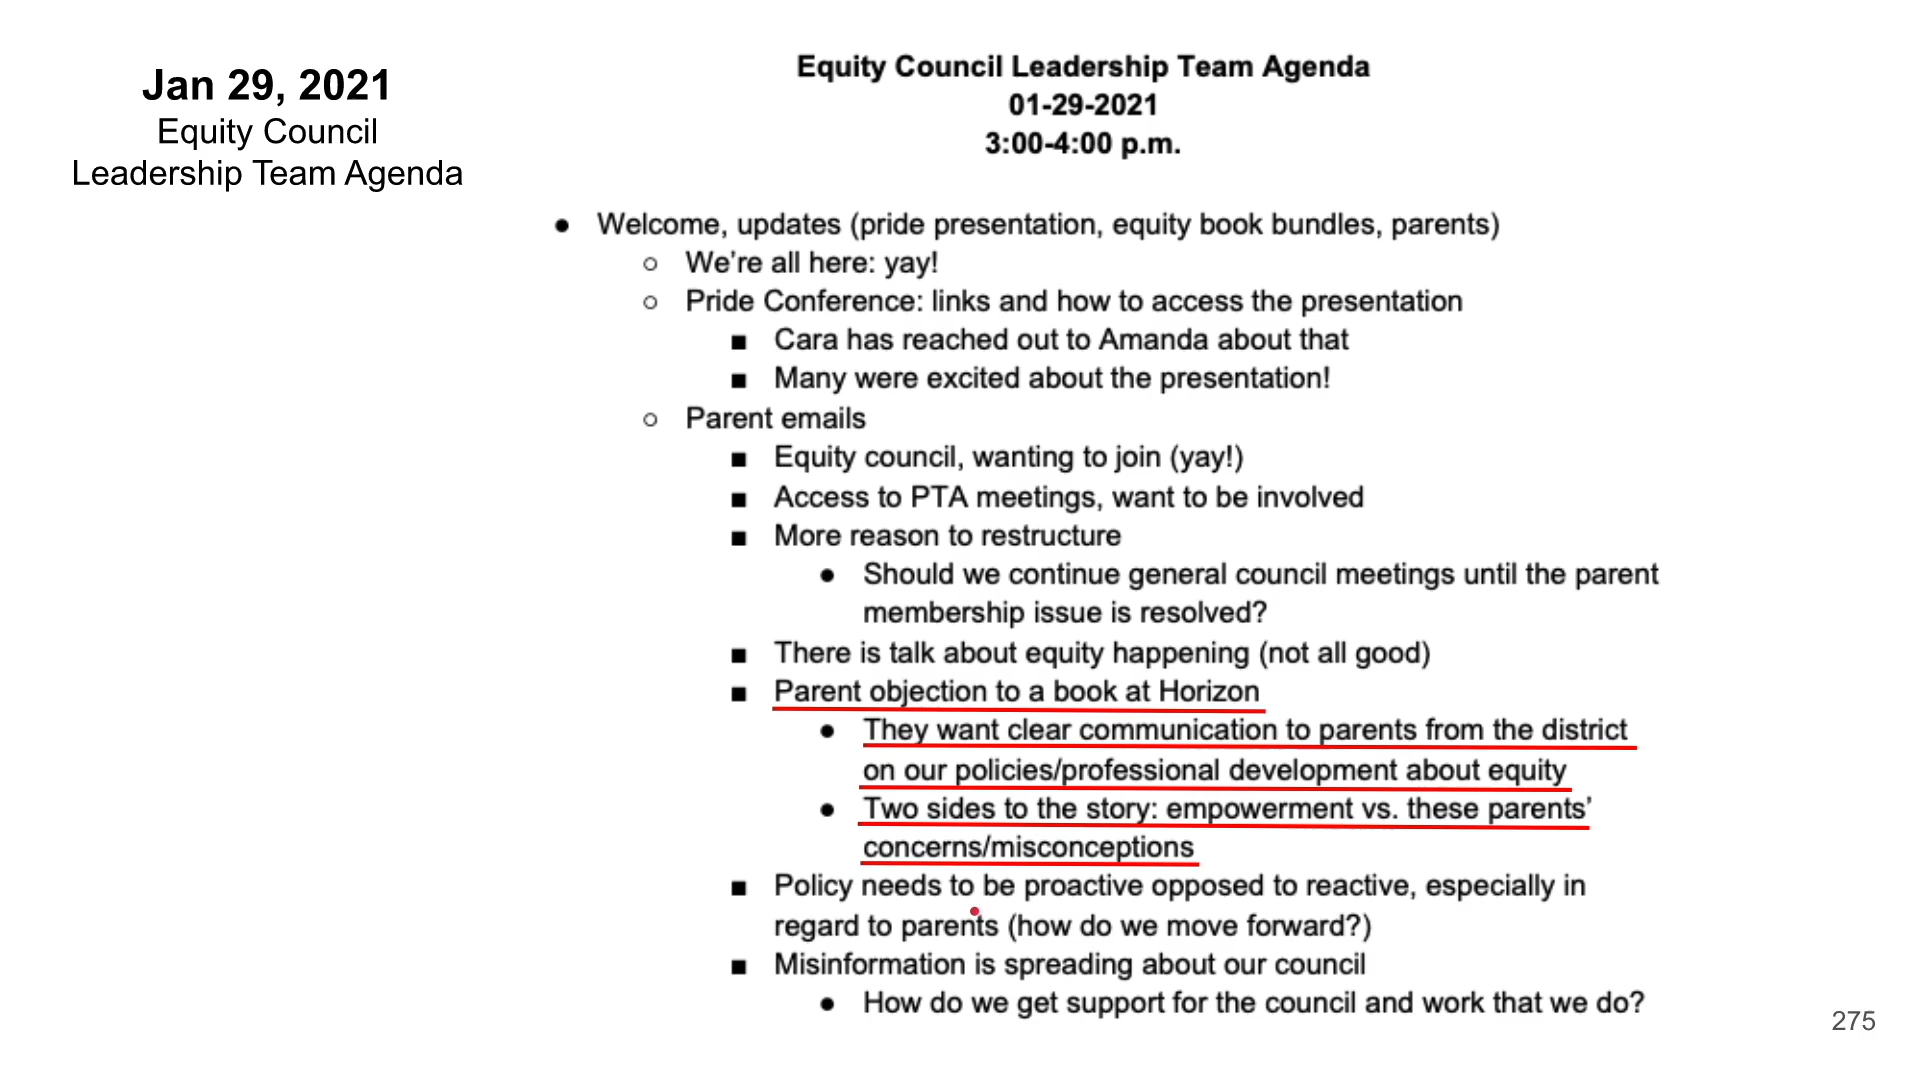 Jan 29, 2021
Equity Council
Leadership Team Agenda
Equity Council Leadership Team Agenda
01-29-2021
3:00-4:00 p.m.
● Welcome, updates (pride presentation, equity book bundles, parents)
○ We're all here: yay!
○ Pride Conference: links and how to access the presentation
■ Cara has reached out to Amanda about that
■ Many were excited about the presentation!
○ Parent emails
■ Equity council, wanting to join (yay!)
■ Access to PTA meetings, want to be involved
■ More reason to restructure
● Should we continue general council meetings until the parent
membership issue is resolved?
■ There is talk about equity happening (not all good)
■ Parent objection to a book at Horizon
● They want clear communication to parents from the district
on our policies/professional development about equity
● Two sides to the story: empowerment vs. these parents'
concerns/misconceptions
■ Policy needs to be proactive opposed to reactive, especially in
regard to parents (how do we move forward?)
■ Misinformation is spreading about our council
● How do we get support for the council and work that we do?
275